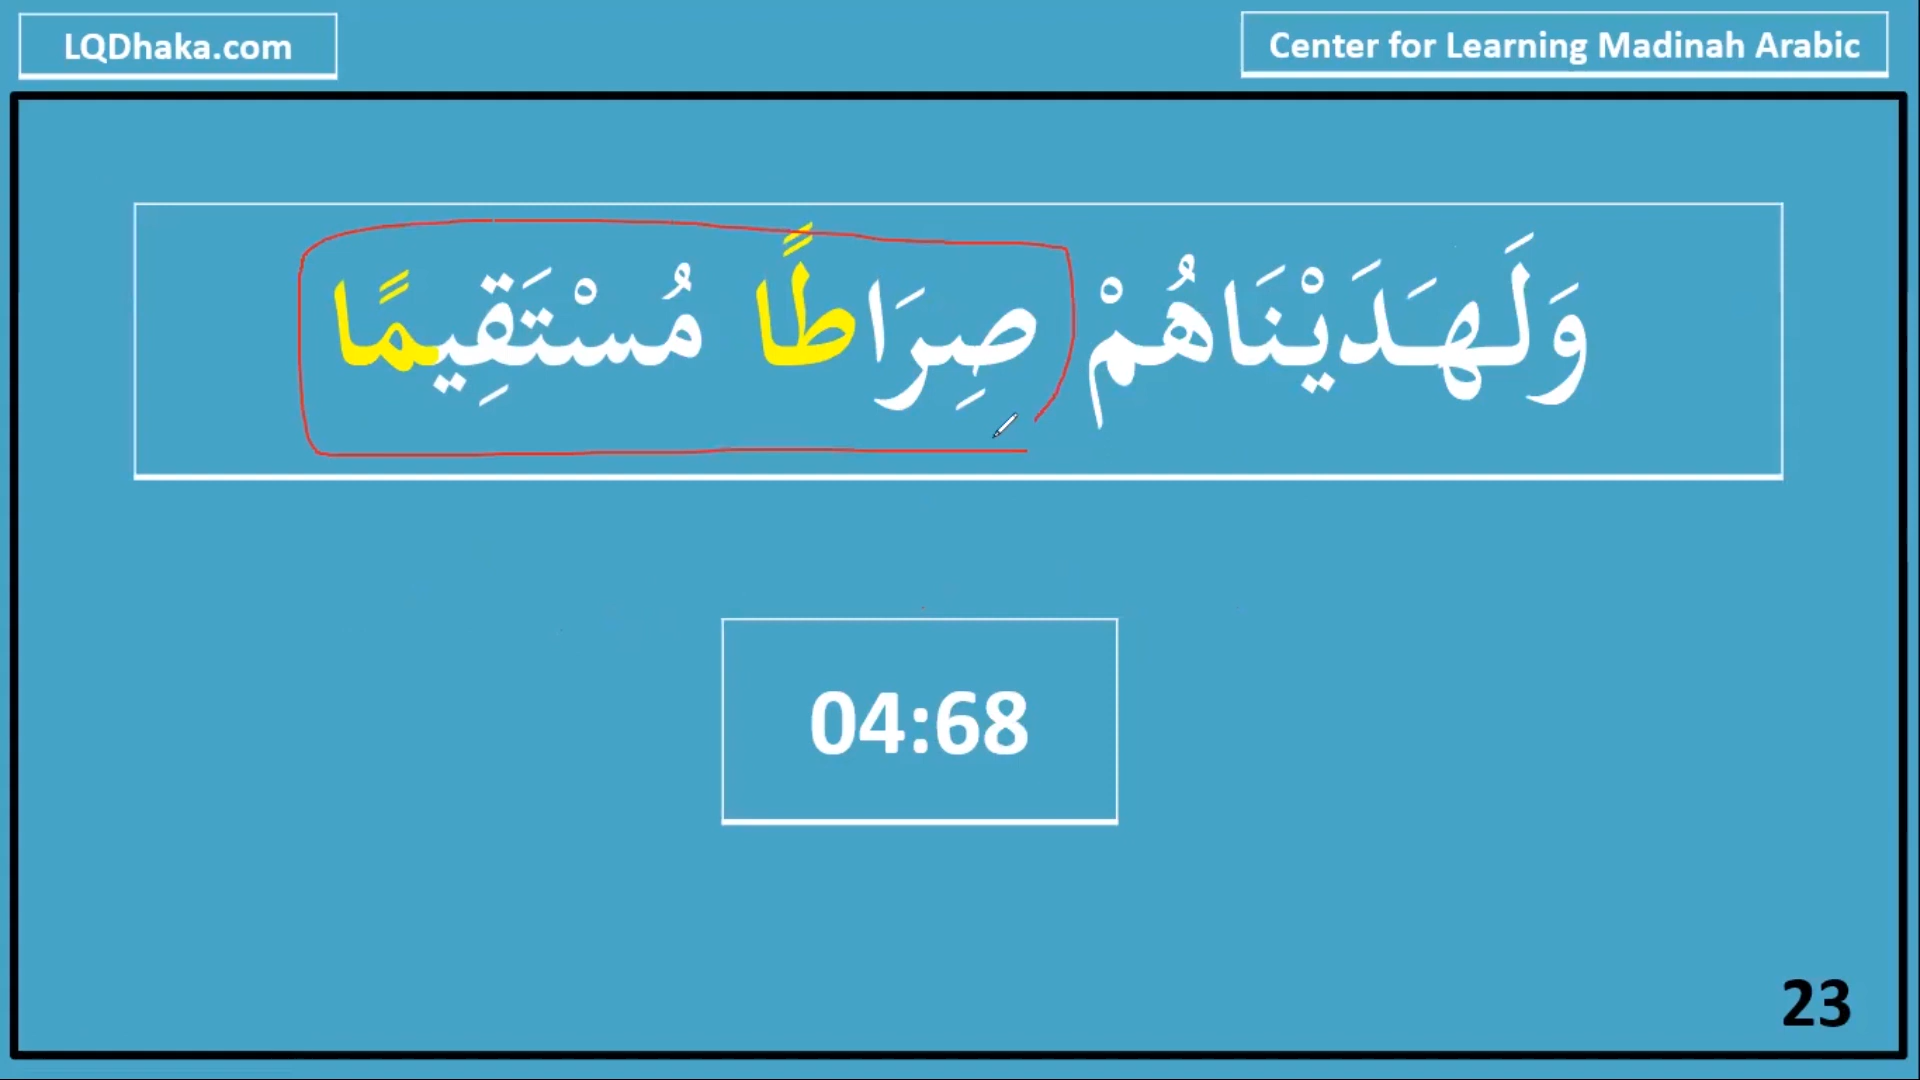 LQDhaka.com
Center for Learning Madinah Arabic
وَلَهَدَيْنَاهُمْ صِرَاطًا مُسْتَقِيمًا
04:68
23